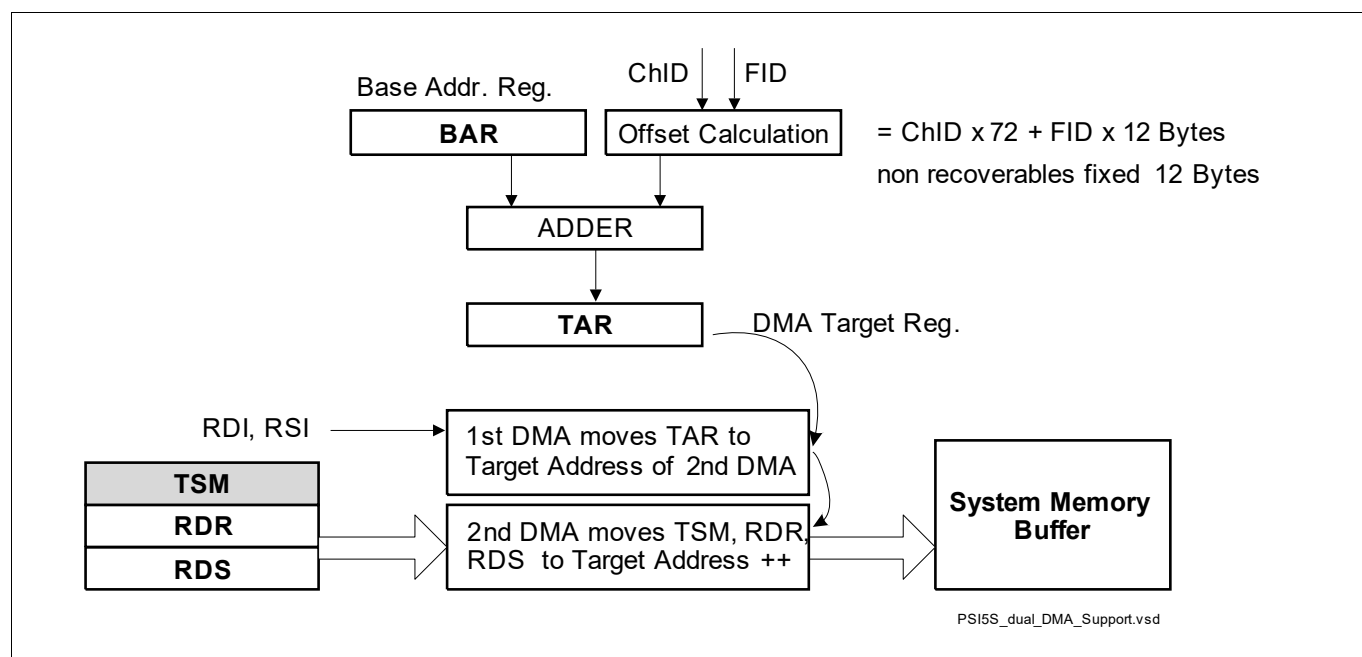 ChID
FID
Base Addr. Reg.
BAR
Offset Calculation
= ChID x 72 + FID x 12 Bytes
non recoverables fixed 12 Bytes
ADDER
TAR
DMA Target Reg.
RDI, RSI
1st DMA moves TAR to
Target Address of 2nd DMA
TSM
RDR
RDS
2nd DMA moves TSM, RDR,
RDS to Target Address ++
System Memory
Buffer
PSI5S_dual_DMA_Support.vsd